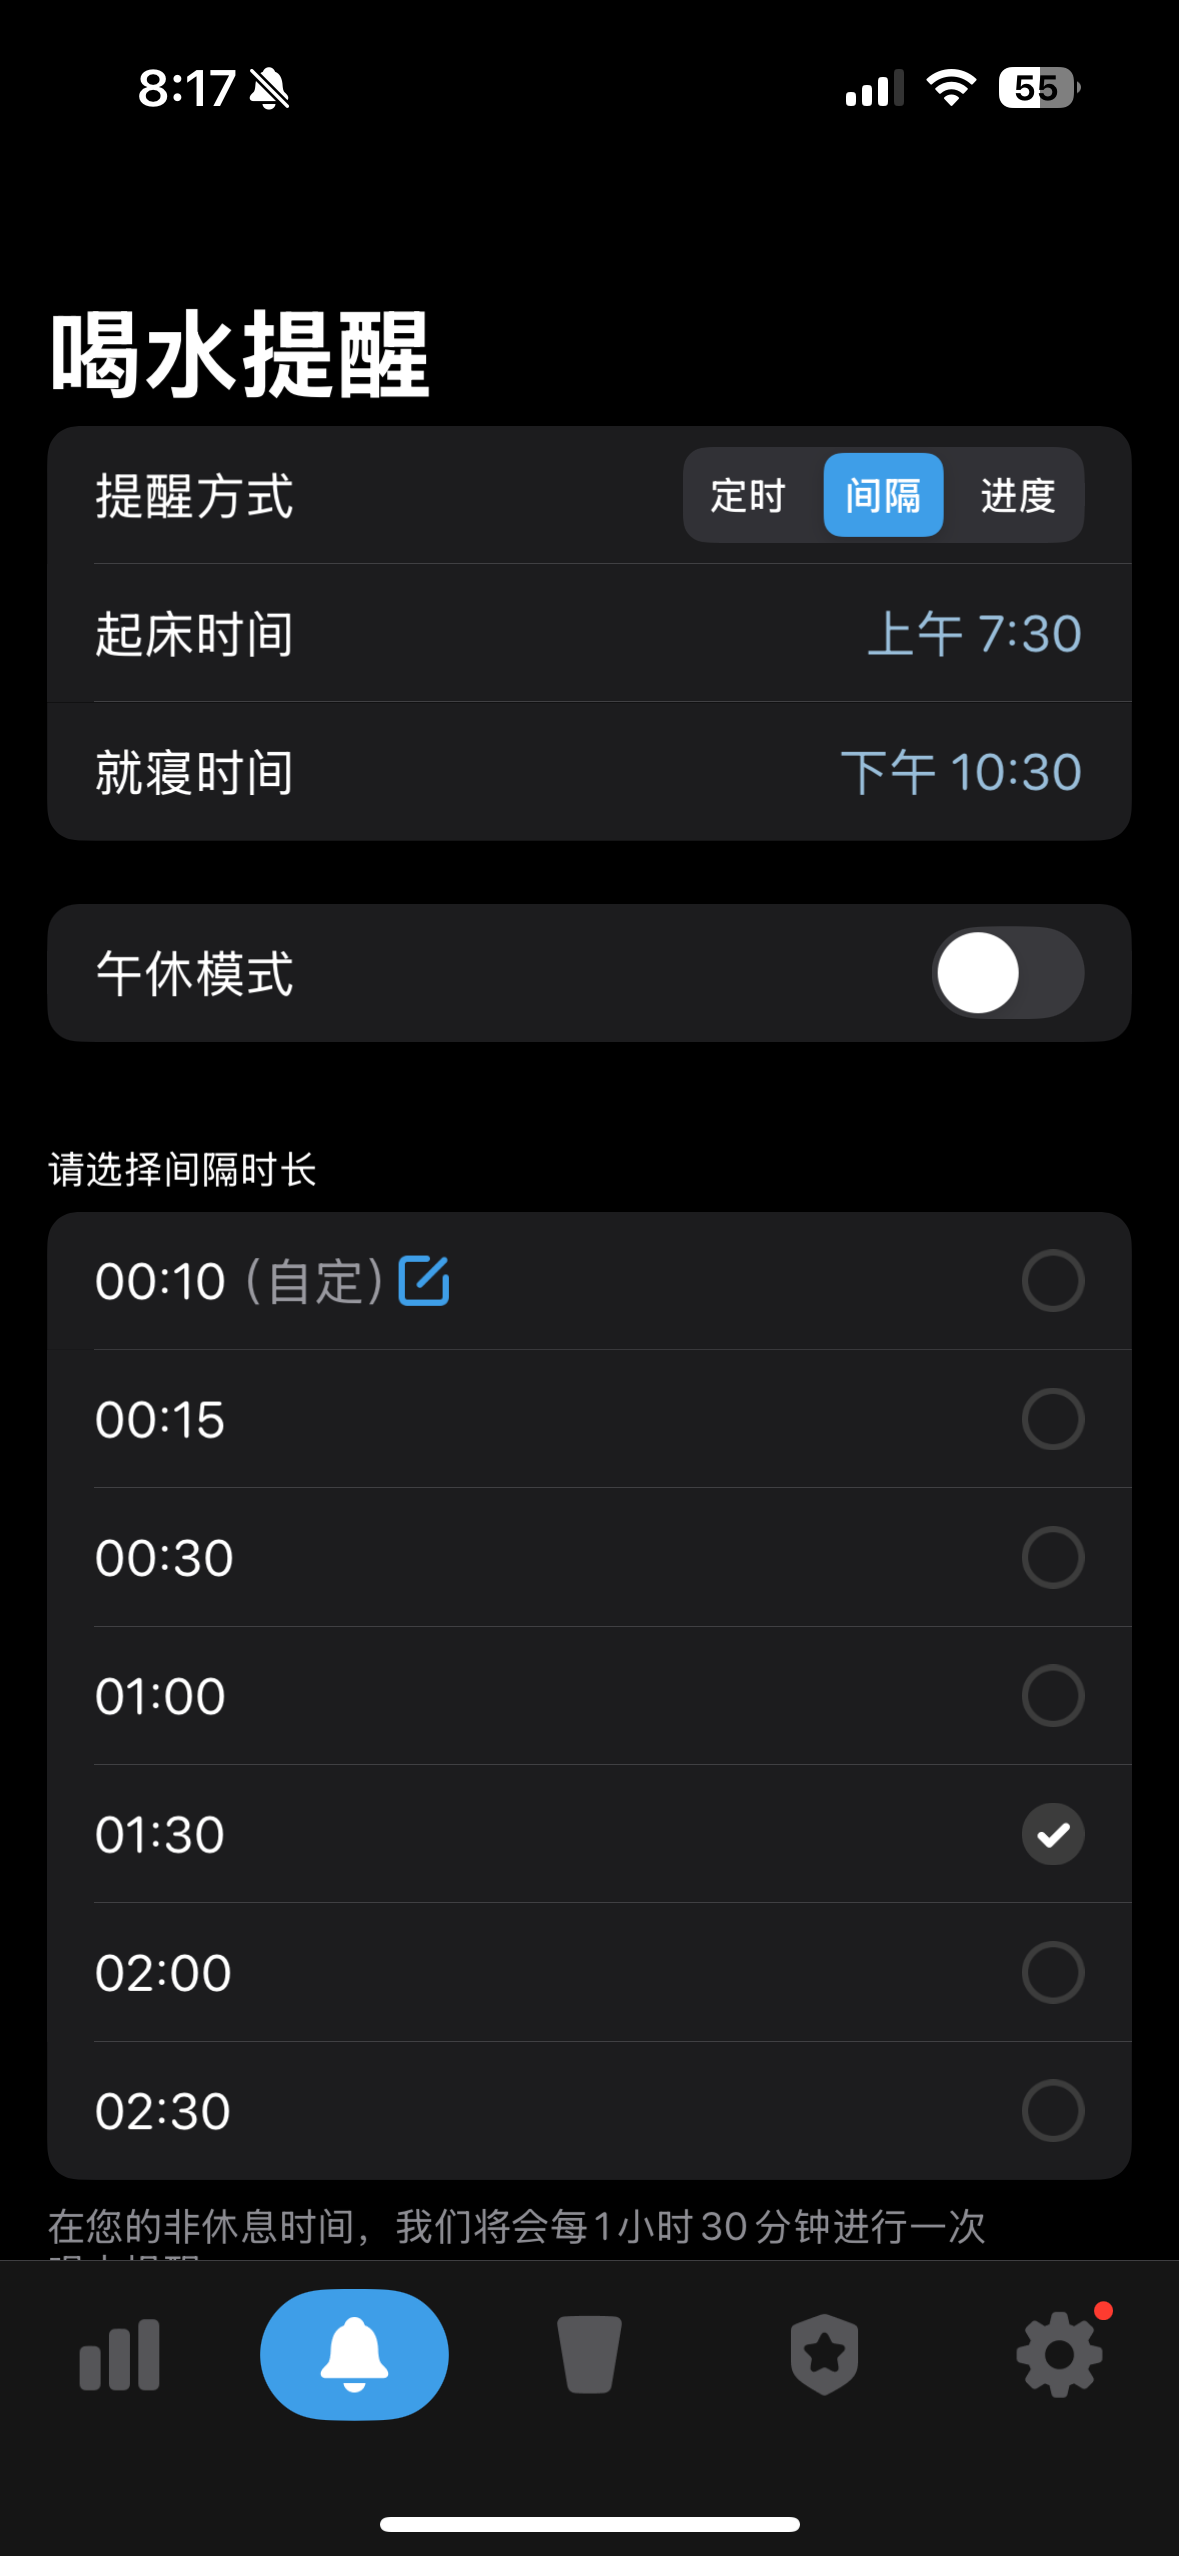 8:17
55
喝水提醒
提醒方式 定时 间隔 进度
起床时间 上午 7:30
就寝时间 下午 10:30
午休模式
请选择间隔时长
00:10 (自定)
00:15
00:30
01:00
01:30
02:00
02:30
在您的非休息时间，我们将会每1小时30分钟进行一次